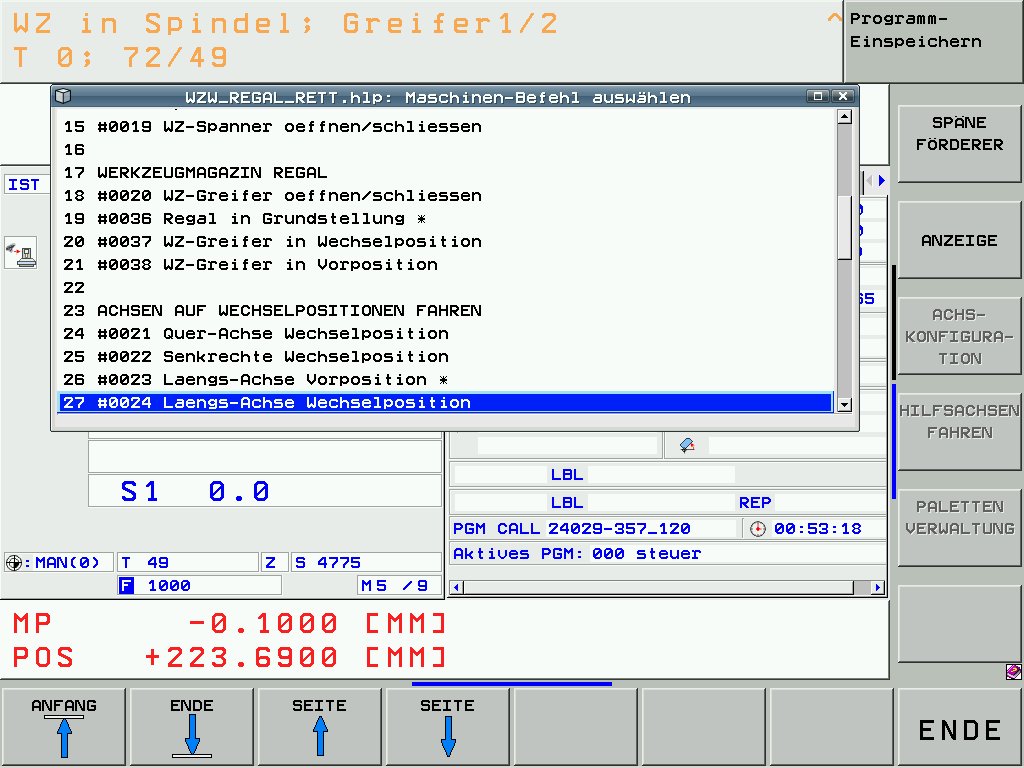 WZ in Spindel; Greifer1/2
T 0; 72/49
Programm-
Einspeichern
WZW_REGAL_RETT.hlp: Maschinen-Befehl auswählen
15 #0019 WZ-Spanner oeffnen/schliessen
16
17 WERKZEUGMAGAZIN REGAL
18 #0020 WZ-Greifer oeffnen/schliessen
19 #0036 Regal in Grundstellung *
20 #0037 WZ-Greifer in Wechselposition
21 #0038 WZ-Greifer in Vorposition
22
23 ACHSEN AUF WECHSELPOSITIONEN FAHREN
24 #0021 Quer-Achse Wechselposition
25 #0022 Senkrechte Wechselposition
26 #0023 Laengs-Achse Vorposition *
27 #0024 Laengs-Achse Wechselposition
IST
S1 0.0
LBL
LBL REP
PGM CALL 24029-357_120 00:53:18
Aktives PGM: 000 steuer
:MAN(0) T 49 Z S 4775
F 1000 M5 /9
MP -0.1000 [MM]
POS +223.6900 [MM]
SPÄNE
FÖRDERER
ANZEIGE
ACHS-
KONFIGURA-
TION
HILFSACHSEN
FAHREN
PALETTEN
VERWALTUNG
ANFANG
ENDE
SEITE
SEITE
ENDE